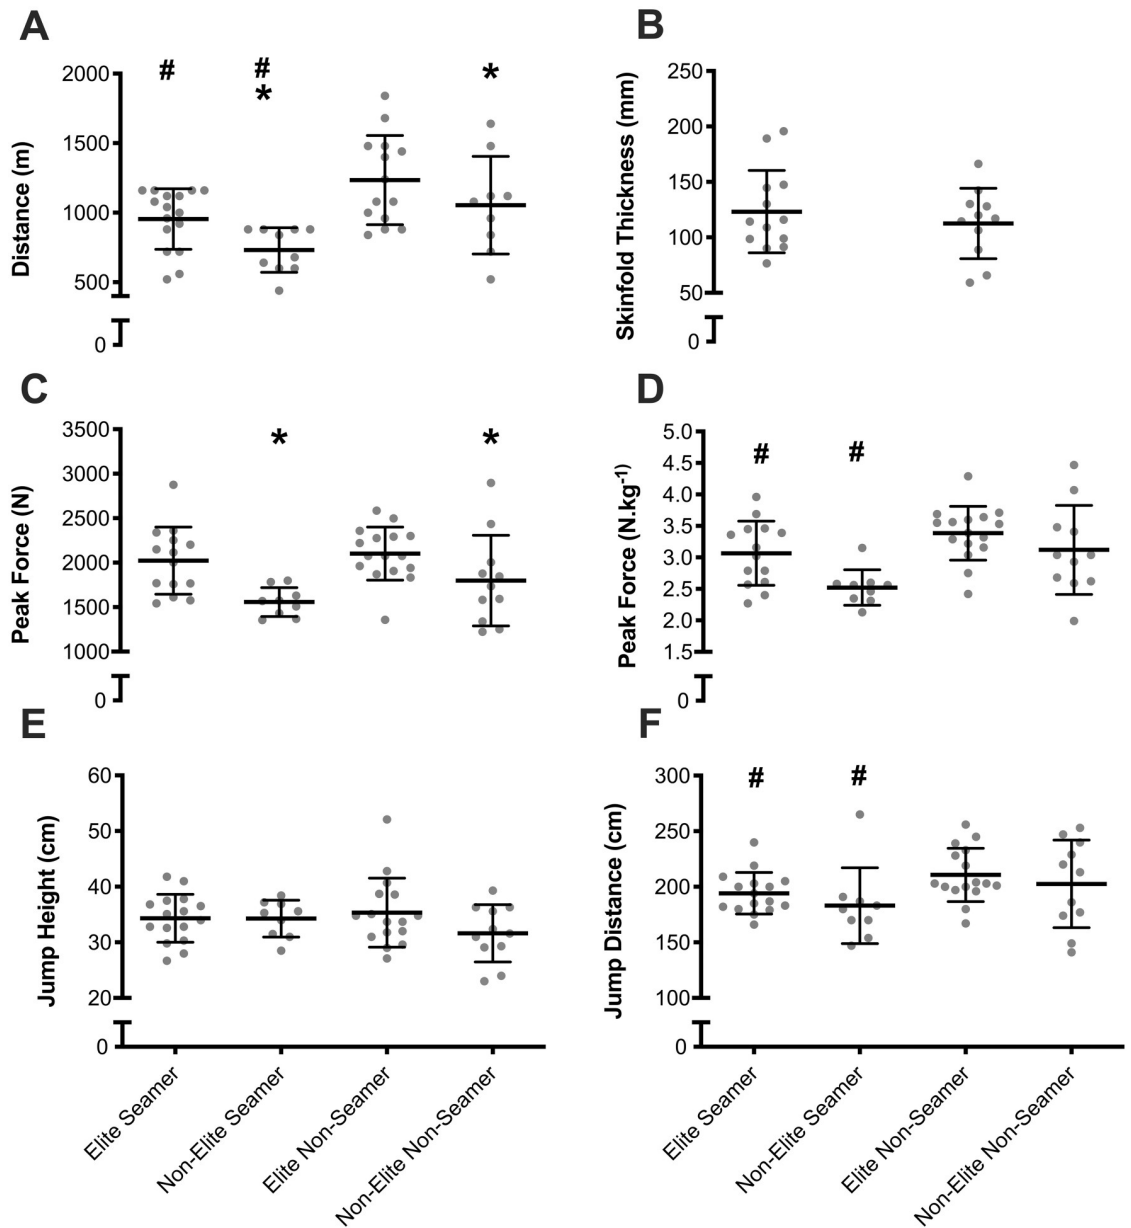 A
Distance (m)
2000
1500
1000
500
0
#
#
*
*
B
Skinfold Thickness (mm)
250
200
150
100
50
0
C
Peak Force (N)
3500
3000
2500
2000
1500
1000
0
*
*
D
Peak Force (N.kg⁻¹)
5.0
4.5
4.0
3.5
3.0
2.5
2.0
1.5
0
#
#
E
Jump Height (cm)
60
50
40
30
20
0
Elite Seamer
Non-Elite Seamer
Elite Non-Seamer
Non-Elite Non-Seamer
F
Jump Distance (cm)
300
250
200
150
100
0
#
#
Elite Seamer
Non-Elite Seamer
Elite Non-Seamer
Non-Elite Non-Seamer